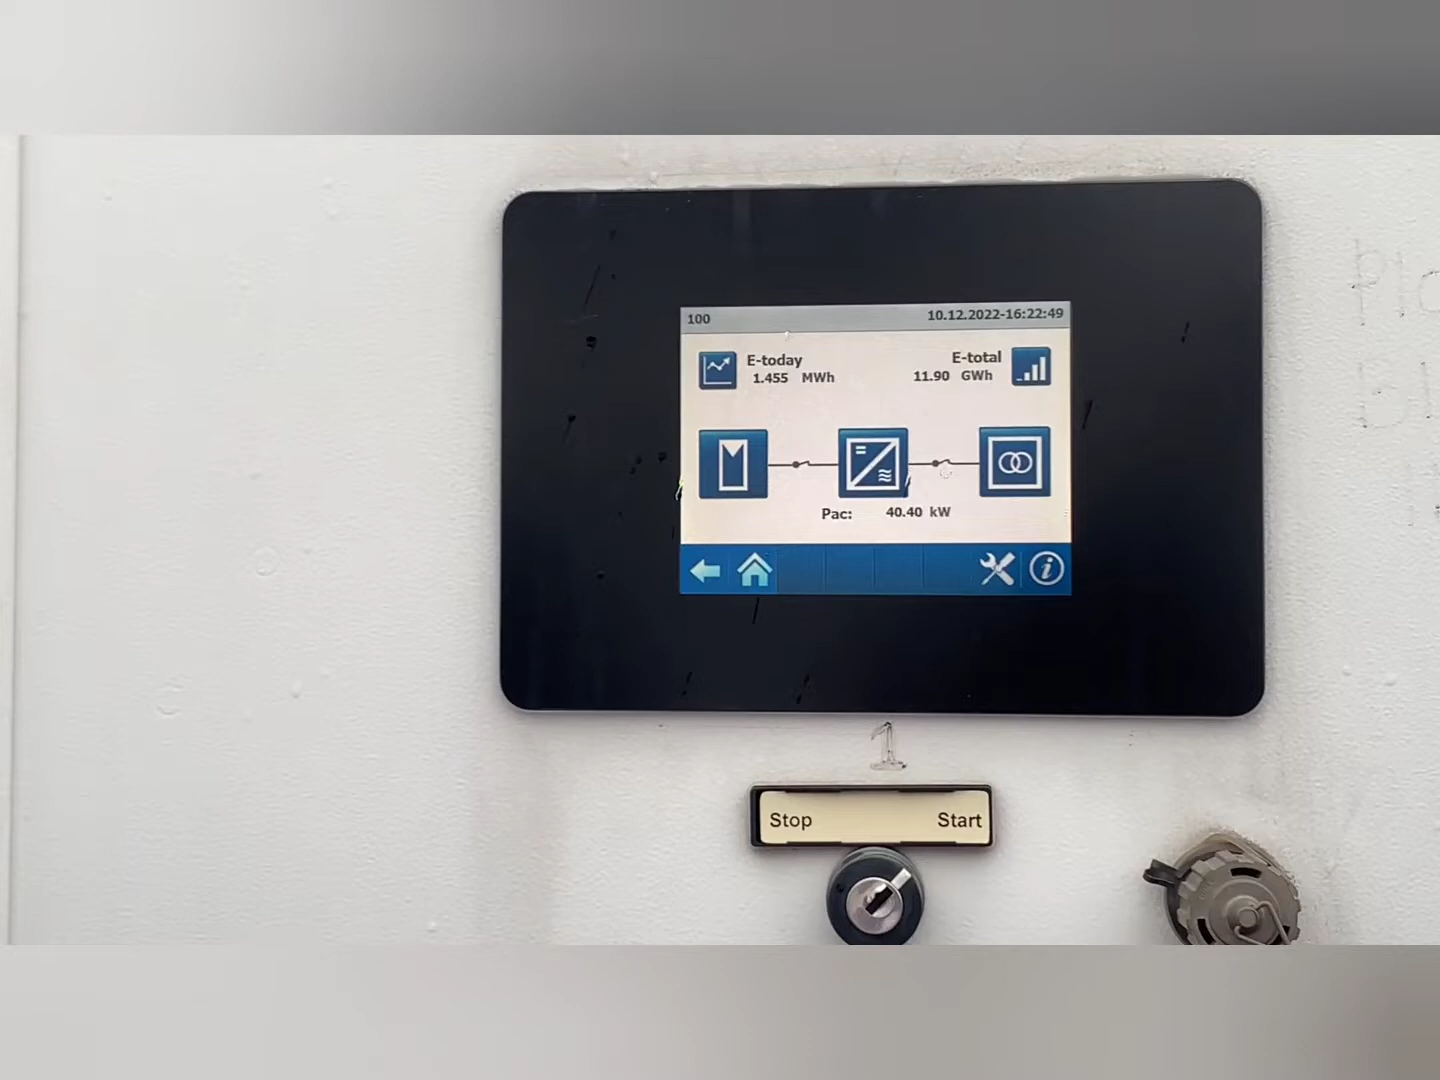 100
10.12.2022-16:22:49
E-today
1.455 MWh
E-total
11.90 GWh
Pac: 40.40 kW
1
Stop Start